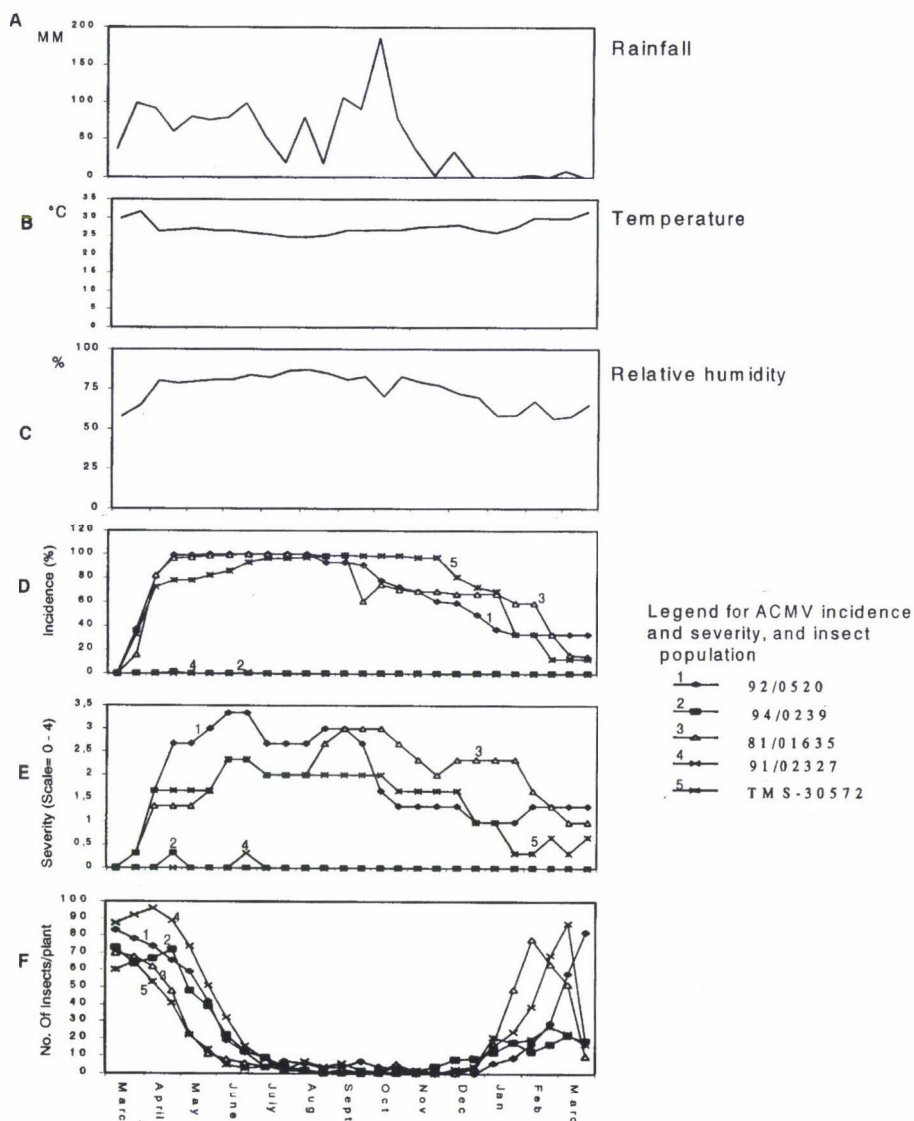 A
MM
200
150
100
50
0
Rainfall
B
°C
35
30
25
20
15
10
5
0
Temperature
C
%
100
75
50
25
0
Relative humidity
D
Incidence (%)
120
100
80
60
40
20
0
4
2
5
3
1
E
Severity (Scale= 0 - 4)
3,5
3
2,5
2
1,5
1
0,5
0
1
2
4
3
5
F
No. Of Insects/plant
100
90
80
70
60
50
40
30
20
10
0
1
2
3
4
5
Marc
April
May
June
July
Aug
Sept
Oct
Nov
Dec
Jan
Feb
Marc
Legend for ACMV incidence
and severity, and insect
population
1 92/0520
2 94/0239
3 81/01635
4 91/02327
5 TMS-30572